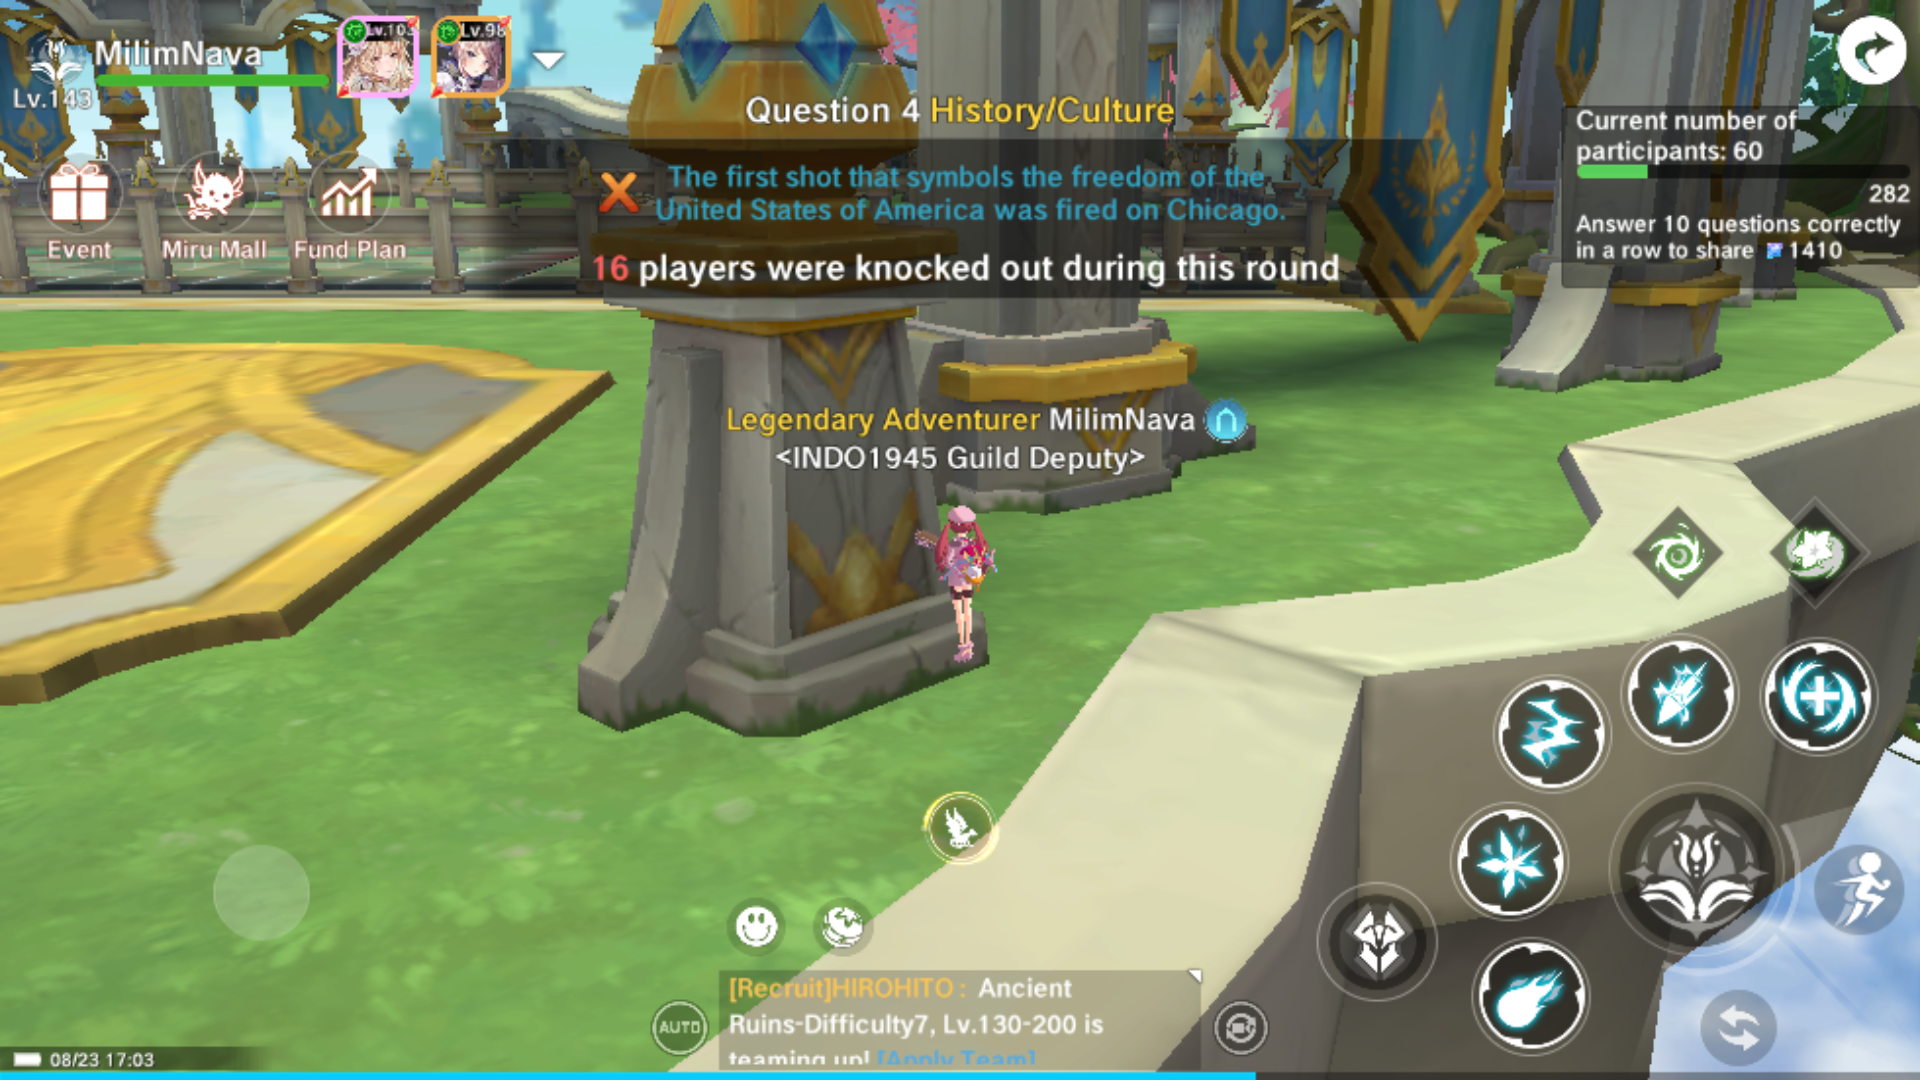 MilimNava
Lv.143
Lv.103
Lv.98
Event
Miru Mall
Fund Plan
Question 4 History/Culture
The first shot that symbols the freedom of the
United States of America was fired on Chicago.
16 players were knocked out during this round
Current number of
participants: 60
282
Answer 10 questions correctly
in a row to share 1410
Legendary Adventurer MilimNava
<INDO1945 Guild Deputy>
AUTO
[Recruit]HIROHITO : Ancient
Ruins-Difficulty7, Lv.130-200 is
teaming up! [Apply Team]
08/23 17:03